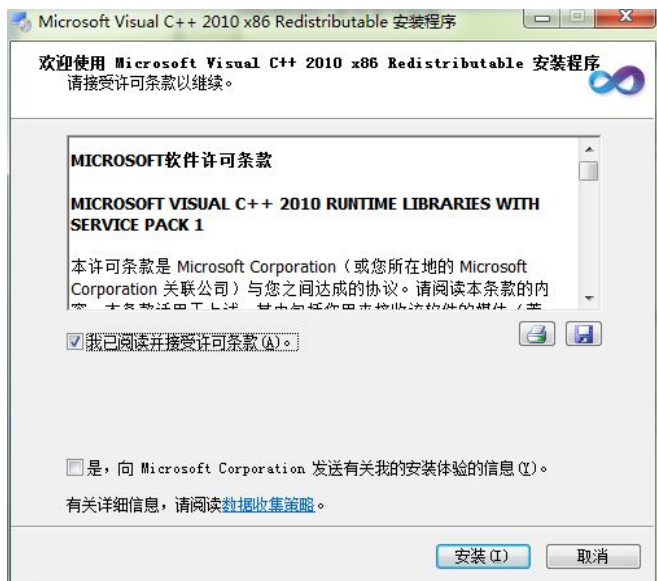 Microsoft Visual C++ 2010 x86 Redistributable 安装程序
欢迎使用 Microsoft Visual C++ 2010 x86 Redistributable 安装程序
请接受许可条款以继续。
MICROSOFT软件许可条款
MICROSOFT VISUAL C++ 2010 RUNTIME LIBRARIES WITH
SERVICE PACK 1
本许可条款是 Microsoft Corporation（或您所在地的 Microsoft
Corporation 关联公司）与您之间达成的协议。请阅读本条款的内
我已阅读并接受许可条款(A)。
是，向 Microsoft Corporation 发送有关我的安装体验的信息(Y)。
有关详细信息，请阅读数据收集策略。
安装(I)
取消